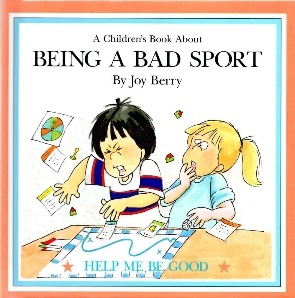 A Children's Book About
BEING A BAD SPORT
By Joy Berry
HELP ME BE GOOD